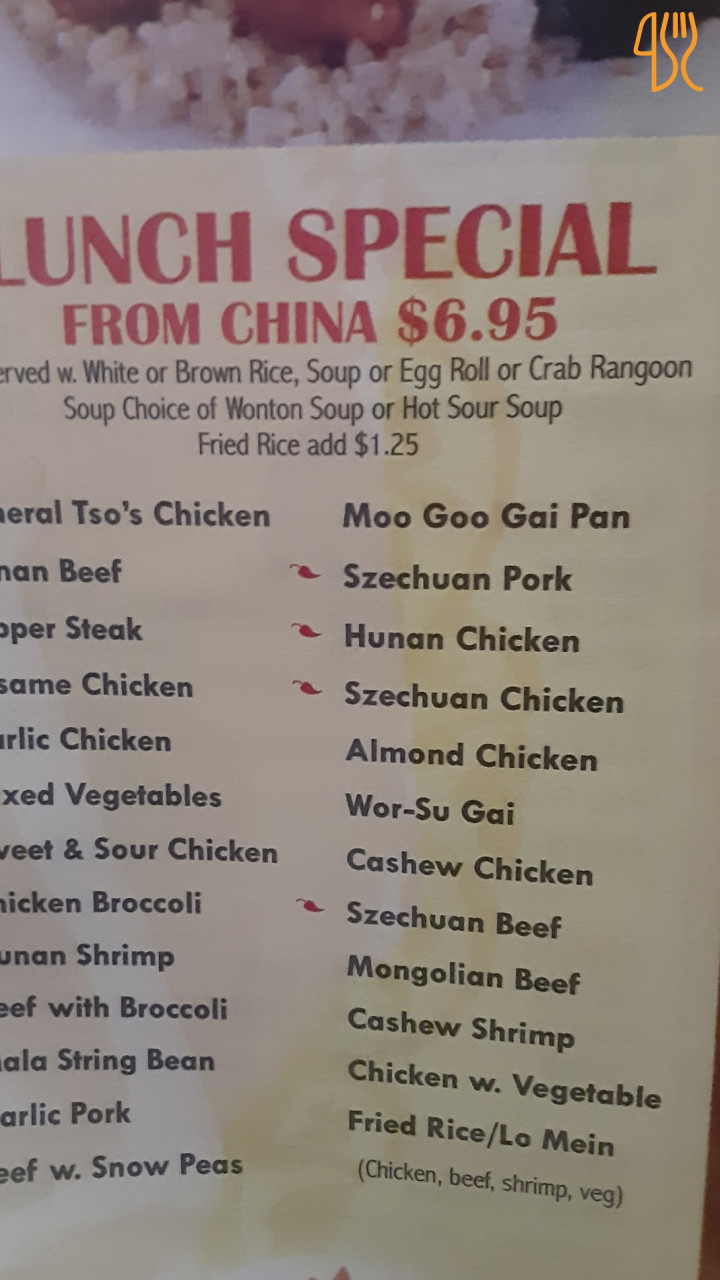 LUNCH SPECIAL
FROM CHINA $6.95
w. White or Brown Rice, Soup or Egg Roll or Crab Rangoon
Soup Choice of Wonton Soup or Hot Sour Soup
Fried Rice add $1.25
Tso's Chicken
Beef
Steak
Chicken
Chicken
Vegetables
& Sour Chicken
Broccoli
Shrimp
with Broccoli
String Bean
Pork
w. Snow Peas
Moo Goo Gai Pan
Szechuan Pork
Hunan Chicken
Szechuan Chicken
Almond Chicken
Wor-Su Gai
Cashew Chicken
Szechuan Beef
Mongolian Beef
Cashew Shrimp
Chicken w. Vegetable
Fried Rice/Lo Mein
(Chicken, beef, shrimp, veg)